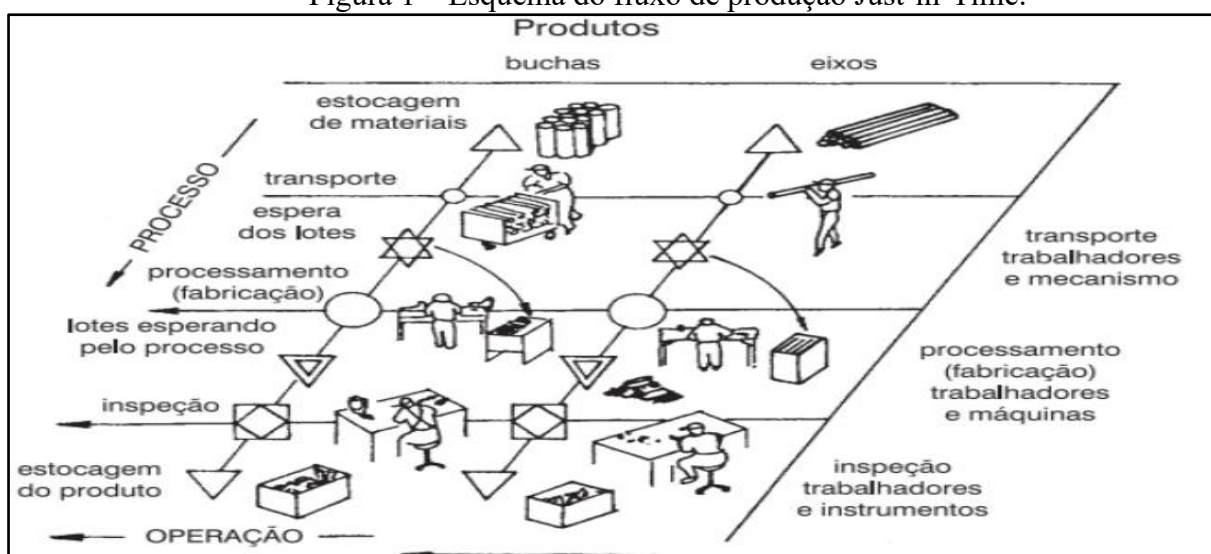 Figura 1 – Esquema do fluxo de produção Just-in-Time.
Produtos
buchas
eixos
estocagem
de materiais
PROCESSO
transporte
espera
dos lotes
processamento
(fabricação)
lotes esperando
pelo processo
inspeção
estocagem
do produto
OPERAÇÃO
transporte
trabalhadores
e mecanismo
processamento
(fabricação)
trabalhadores
e máquinas
inspeção
trabalhadores
e instrumentos